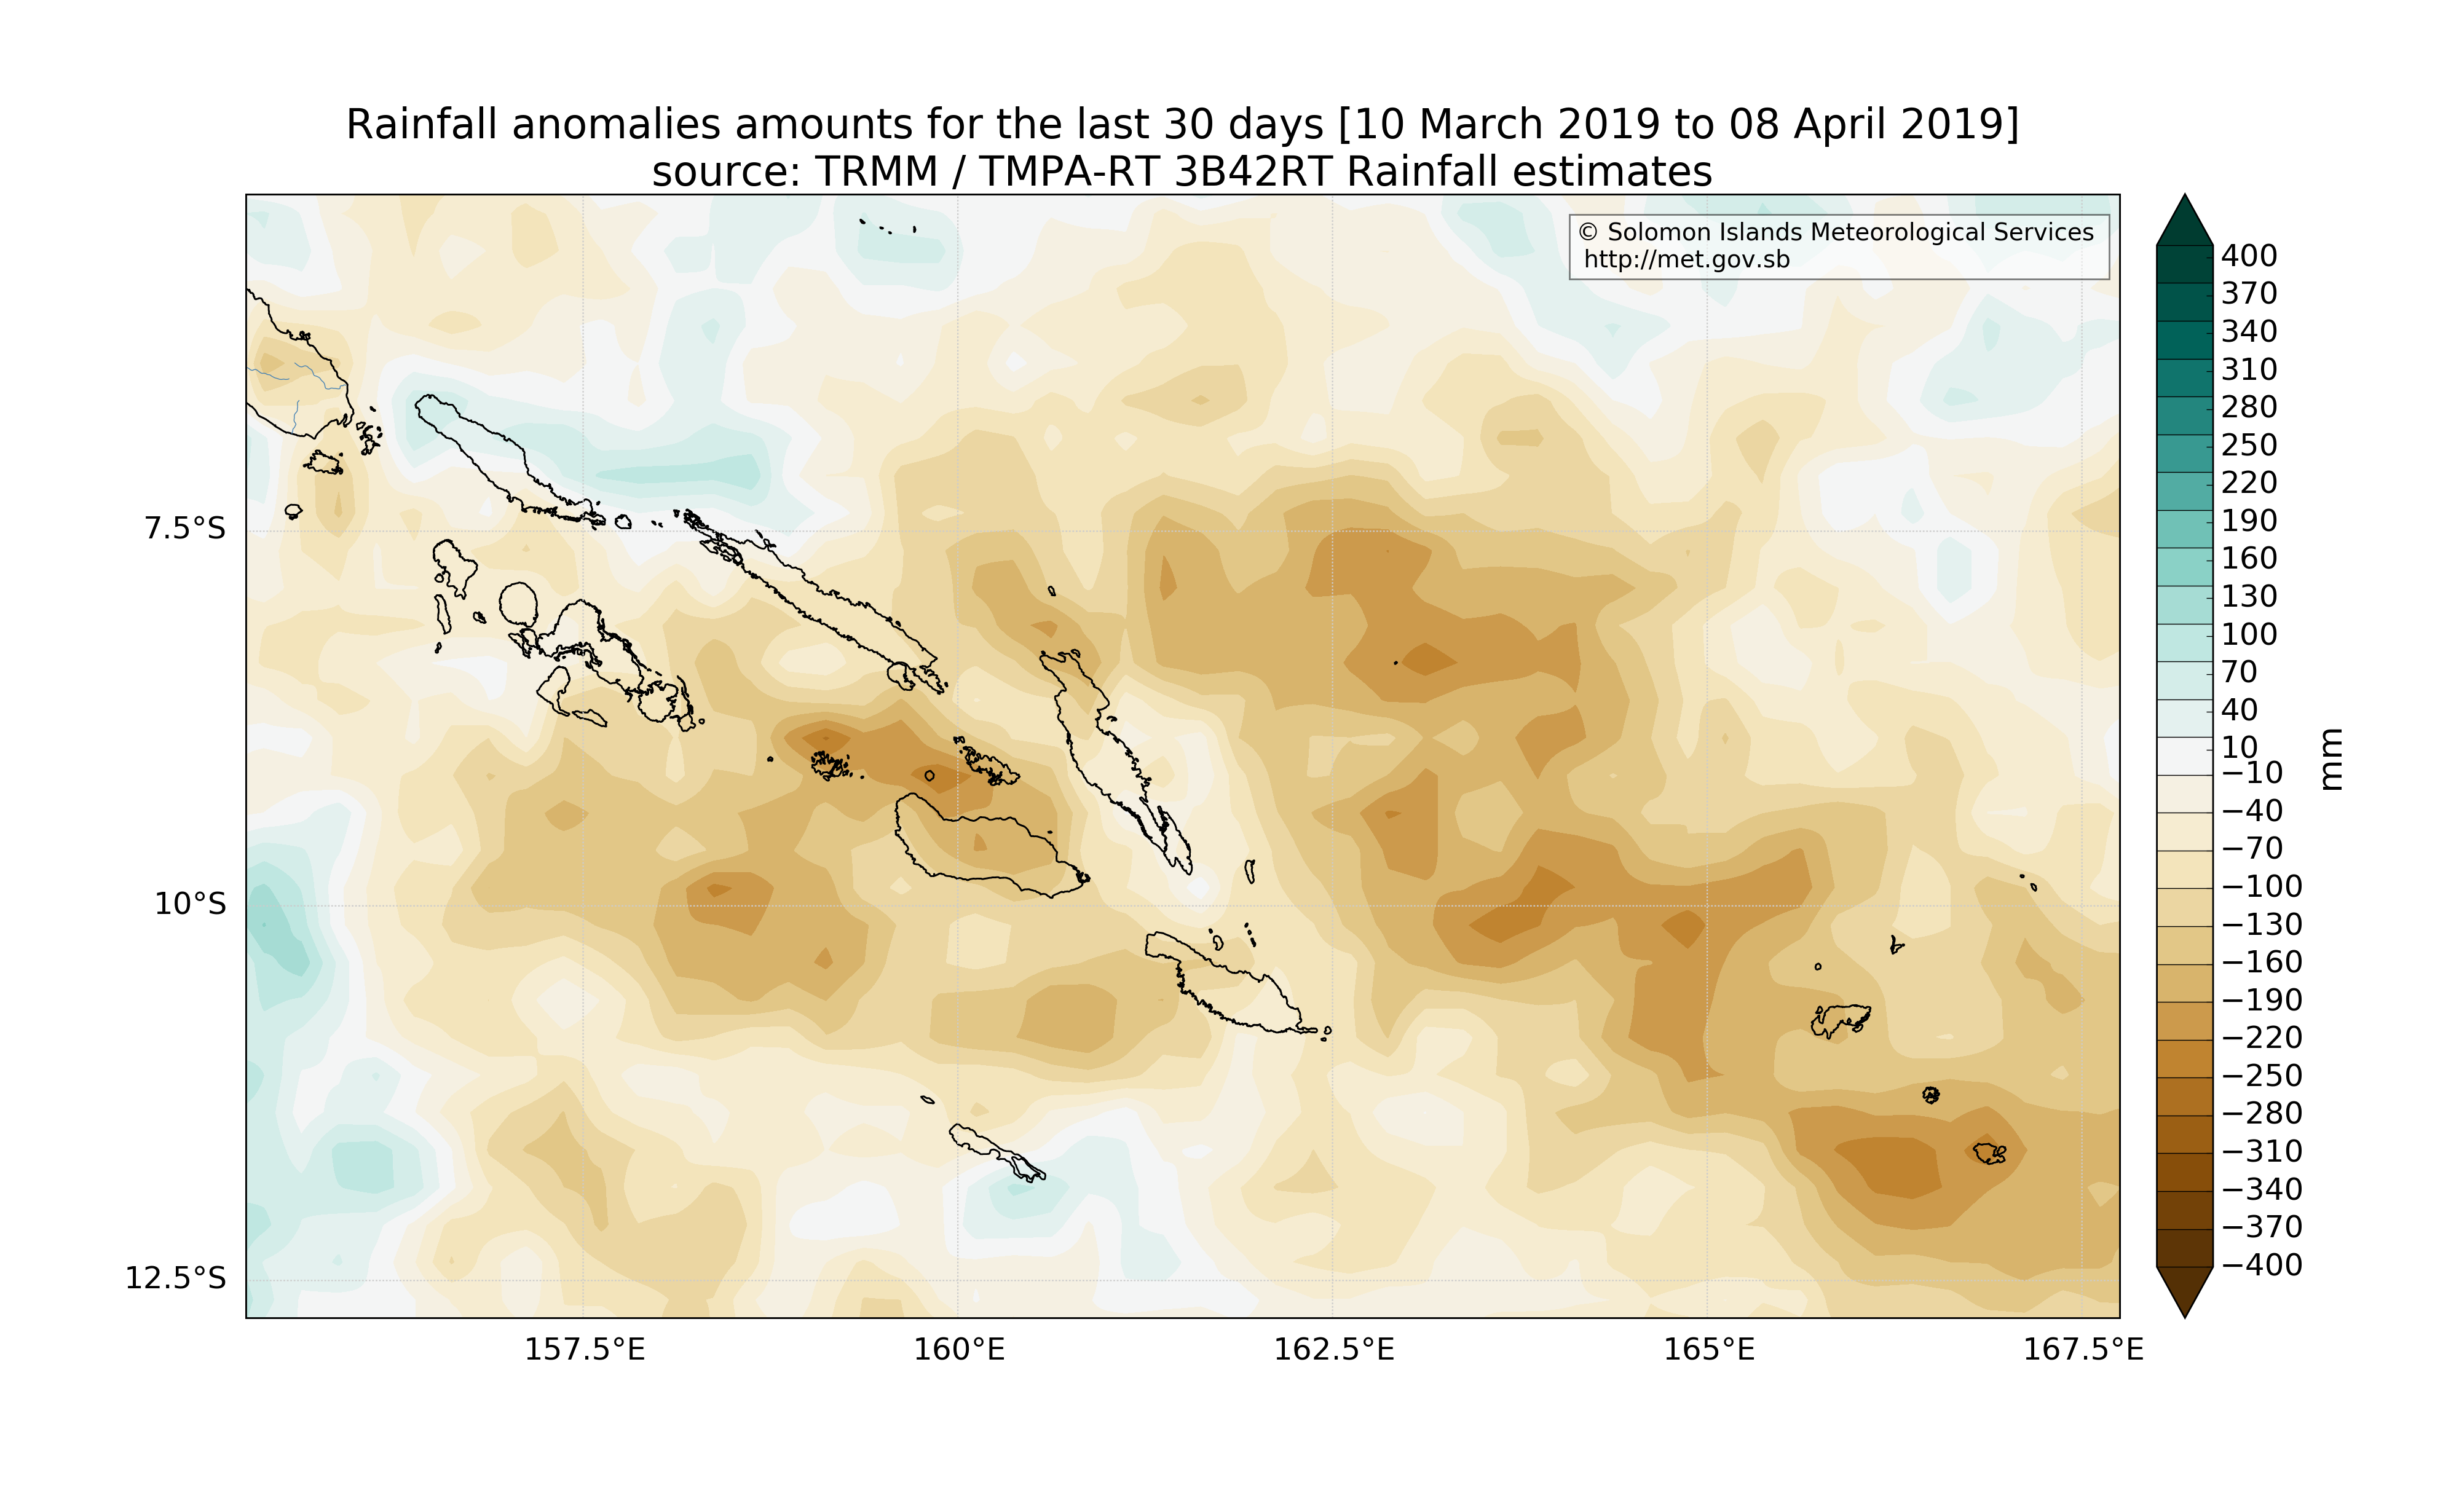 Rainfall anomalies amounts for the last 30 days [10 March 2019 to 08 April 2019]
source: TRMM / TMPA-RT 3B42RT Rainfall estimates
© Solomon Islands Meteorological Services
http://met.gov.sb
7.5°S
10°S
12.5°S
157.5°E
160°E
162.5°E
165°E
167.5°E
400
370
340
310
280
250
220
190
160
130
100
70
40
10
−10
−40
−70
−100
−130
−160
−190
−220
−250
−280
−310
−340
−370
−400
mm